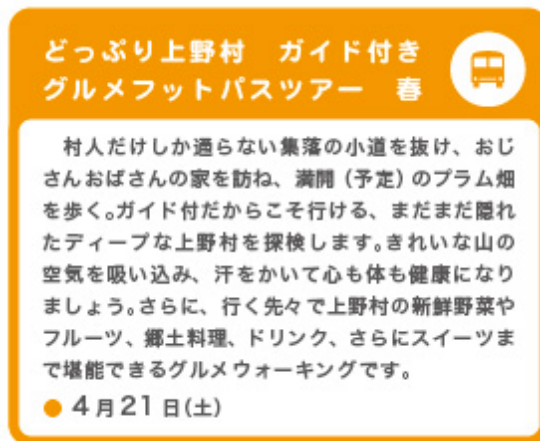 どっぷり上野村　ガイド付き
グルメフットパスツアー　春
　村人だけしか通らない集落の小道を抜け、おじ
さんおばさんの家を訪ね、満開（予定）のプラム畑
を歩く。ガイド付だからこそ行ける、まだまだ隠れ
たディープな上野村を探検します。きれいな山の
空気を吸い込み、汗をかいて心も体も健康になり
ましょう。さらに、行く先々で上野村の新鮮野菜や
フルーツ、郷土料理、ドリンク、さらにスイーツま
で堪能できるグルメウォーキングです。
● 4月21日(土)